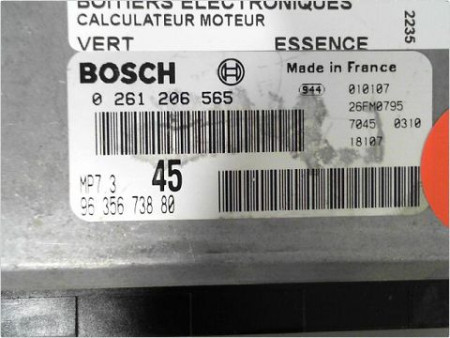 BOITIERS ELECTRONIQUES
CALCULATEUR MOTEUR
VERT ESSENCE
2235
BOSCH Made in France
0 261 206 565
944 010107
26FM0795
7045 0310
18107
MP7 3 45
96 356 738 80